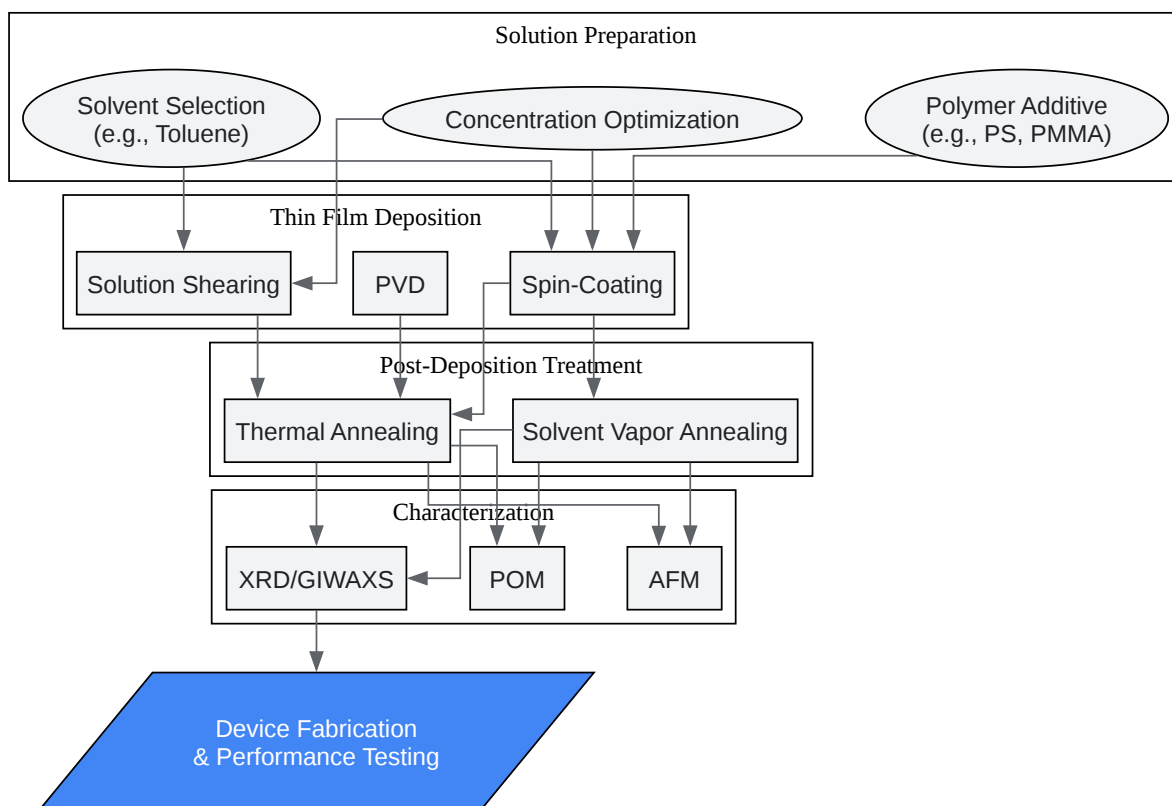 Solution Preparation
Solvent Selection
(e.g., Toluene)
Concentration Optimization
Polymer Additive
(e.g., PS, PMMA)
Thin Film Deposition
Solution Shearing
PVD
Spin-Coating
Post-Deposition Treatment
Thermal Annealing
Solvent Vapor Annealing
Characterization
XRD/GIWAXS
POM
AFM
Device Fabrication
& Performance Testing